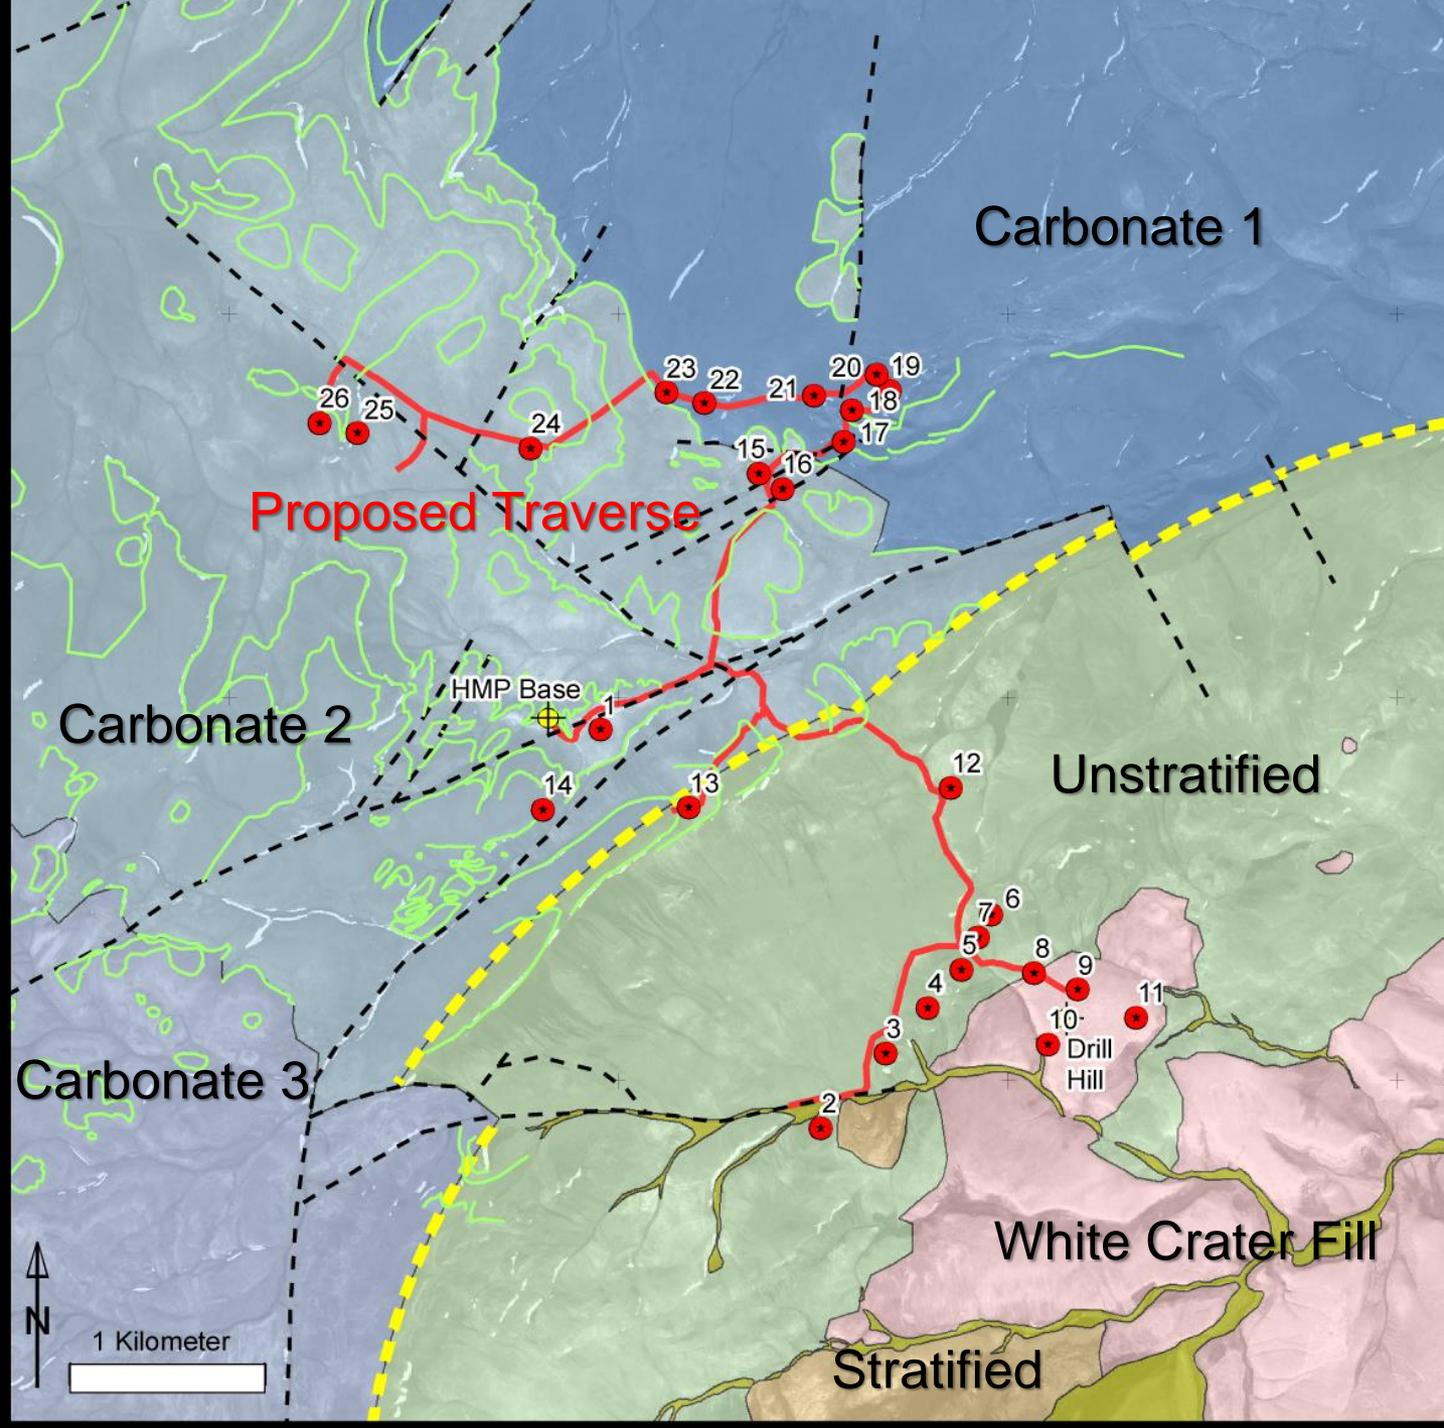 Carbonate 1
23
22
21
20
19
18
17
26
25
24
15
16
Proposed Traverse
HMP Base
1
Carbonate 2
14
13
12
Unstratified
6
7
5
8
9
4
11
3
10
Drill
Hill
Carbonate 3
2
White Crater Fill
N
1 Kilometer
Stratified